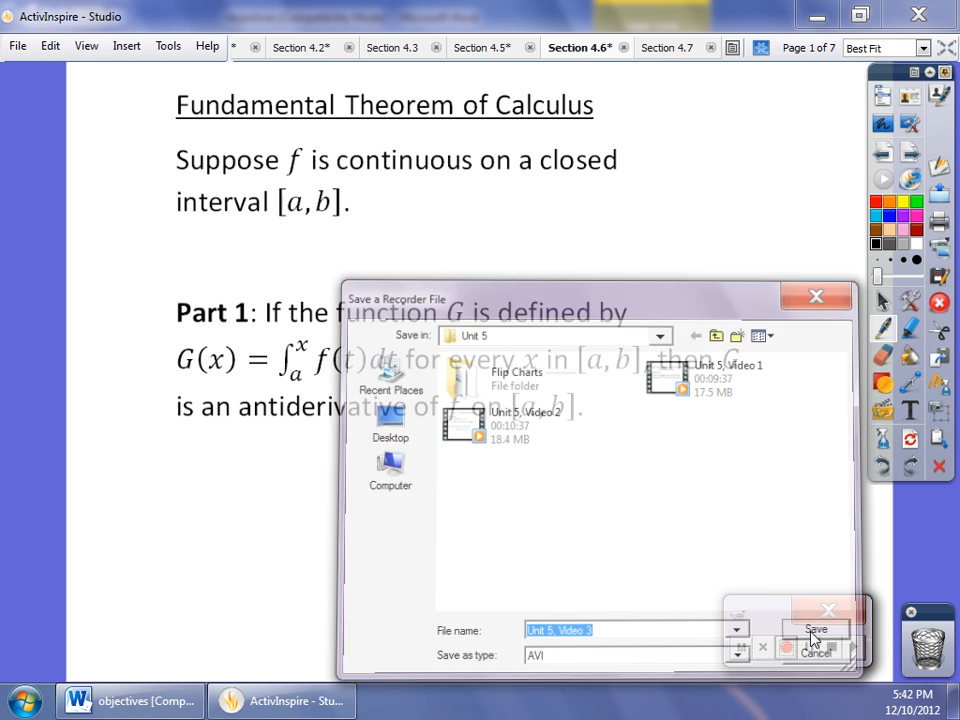 ActivInspire - Studio
File Edit View Insert Tools Help * Section 4.2* Section 4.3 Section 4.5* Section 4.6* Section 4.7 Page 1 of 7 Best Fit
Fundamental Theorem of Calculus
Suppose f is continuous on a closed
interval [a, b].
Part 1: If the function G is defined by
G(x) = ∫ₐˣ f(t)dt for every x in [a, b], then G
is an antiderivative of f on [a, b].
Save a Recorder File
Save in: Unit 5
Recent Places
Desktop
Computer
Flip Charts
File folder
Unit 5, Video 1
00:09:37
17.5 MB
Unit 5, Video 2
00:10:37
18.4 MB
File name: Unit 5, Video 3 Save
Save as type: AVI Cancel
objectives [Comp... ActivInspire - Stu...
5:42 PM
12/10/2012